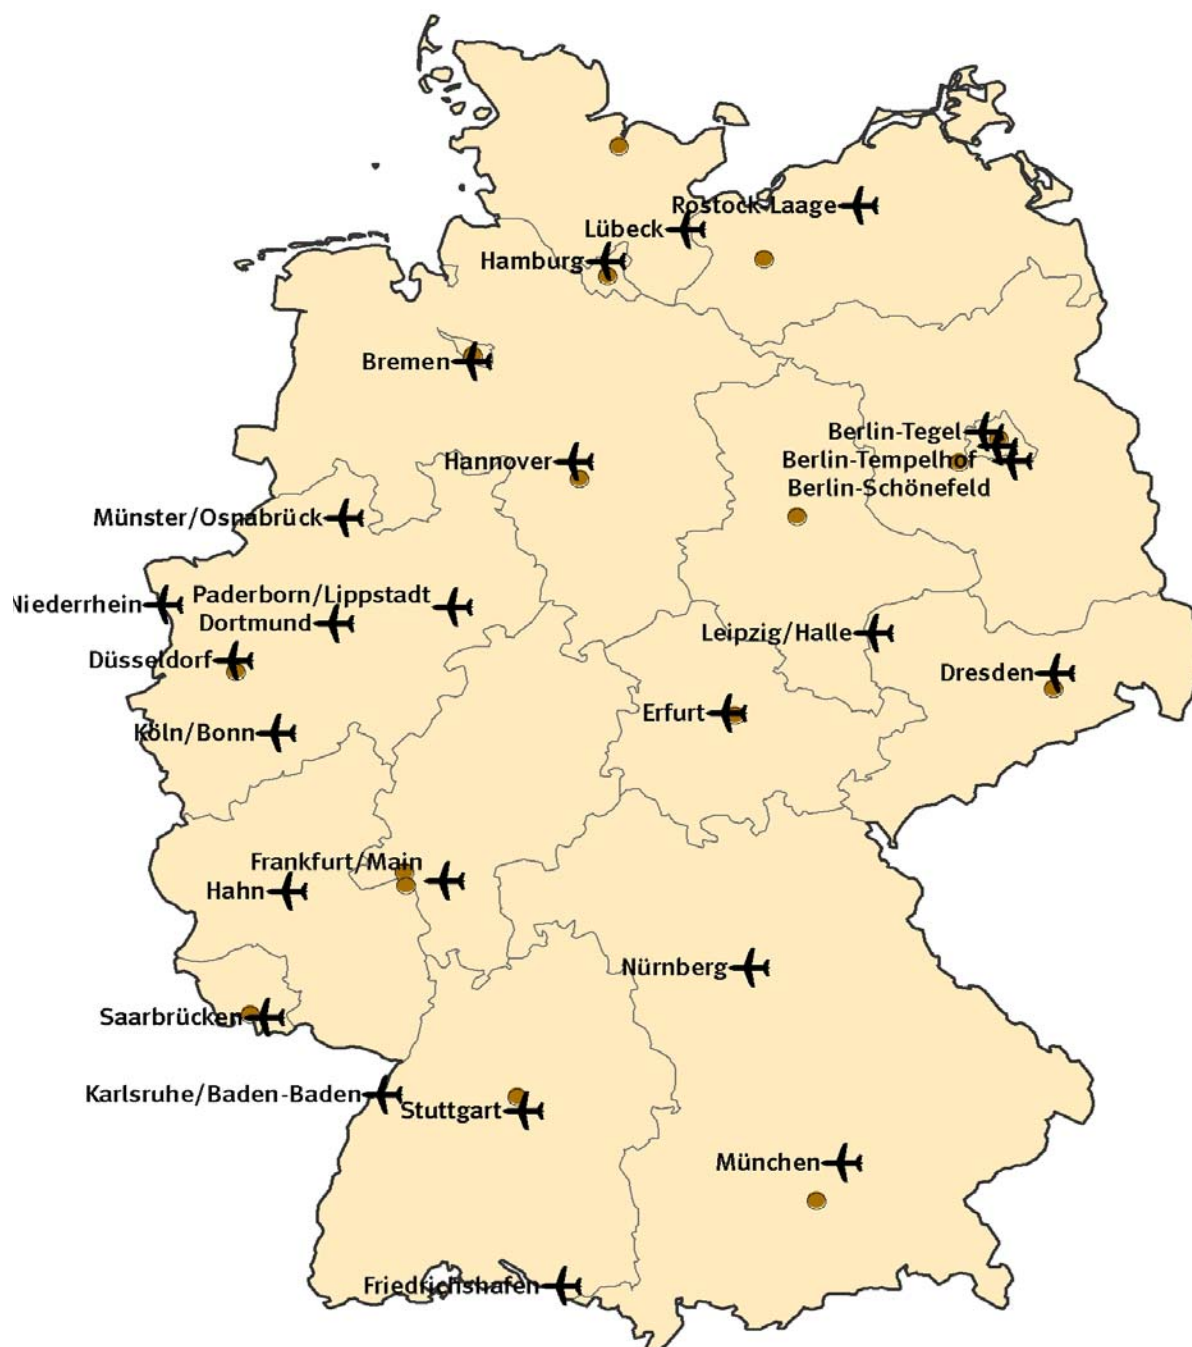 Rostock-Laage
Lübeck
Hamburg
Bremen
Berlin-Tegel
Hannover
Berlin-Tempelhof
Berlin-Schönefeld
Münster/Osnabrück
Paderborn/Lippstadt
Niederrhein
Dortmund
Leipzig/Halle
Düsseldorf
Dresden
Erfurt
Köln/Bonn
Frankfurt/Main
Hahn
Nürnberg
Saarbrücken
Karlsruhe/Baden-Baden
Stuttgart
München
Friedrichshafen